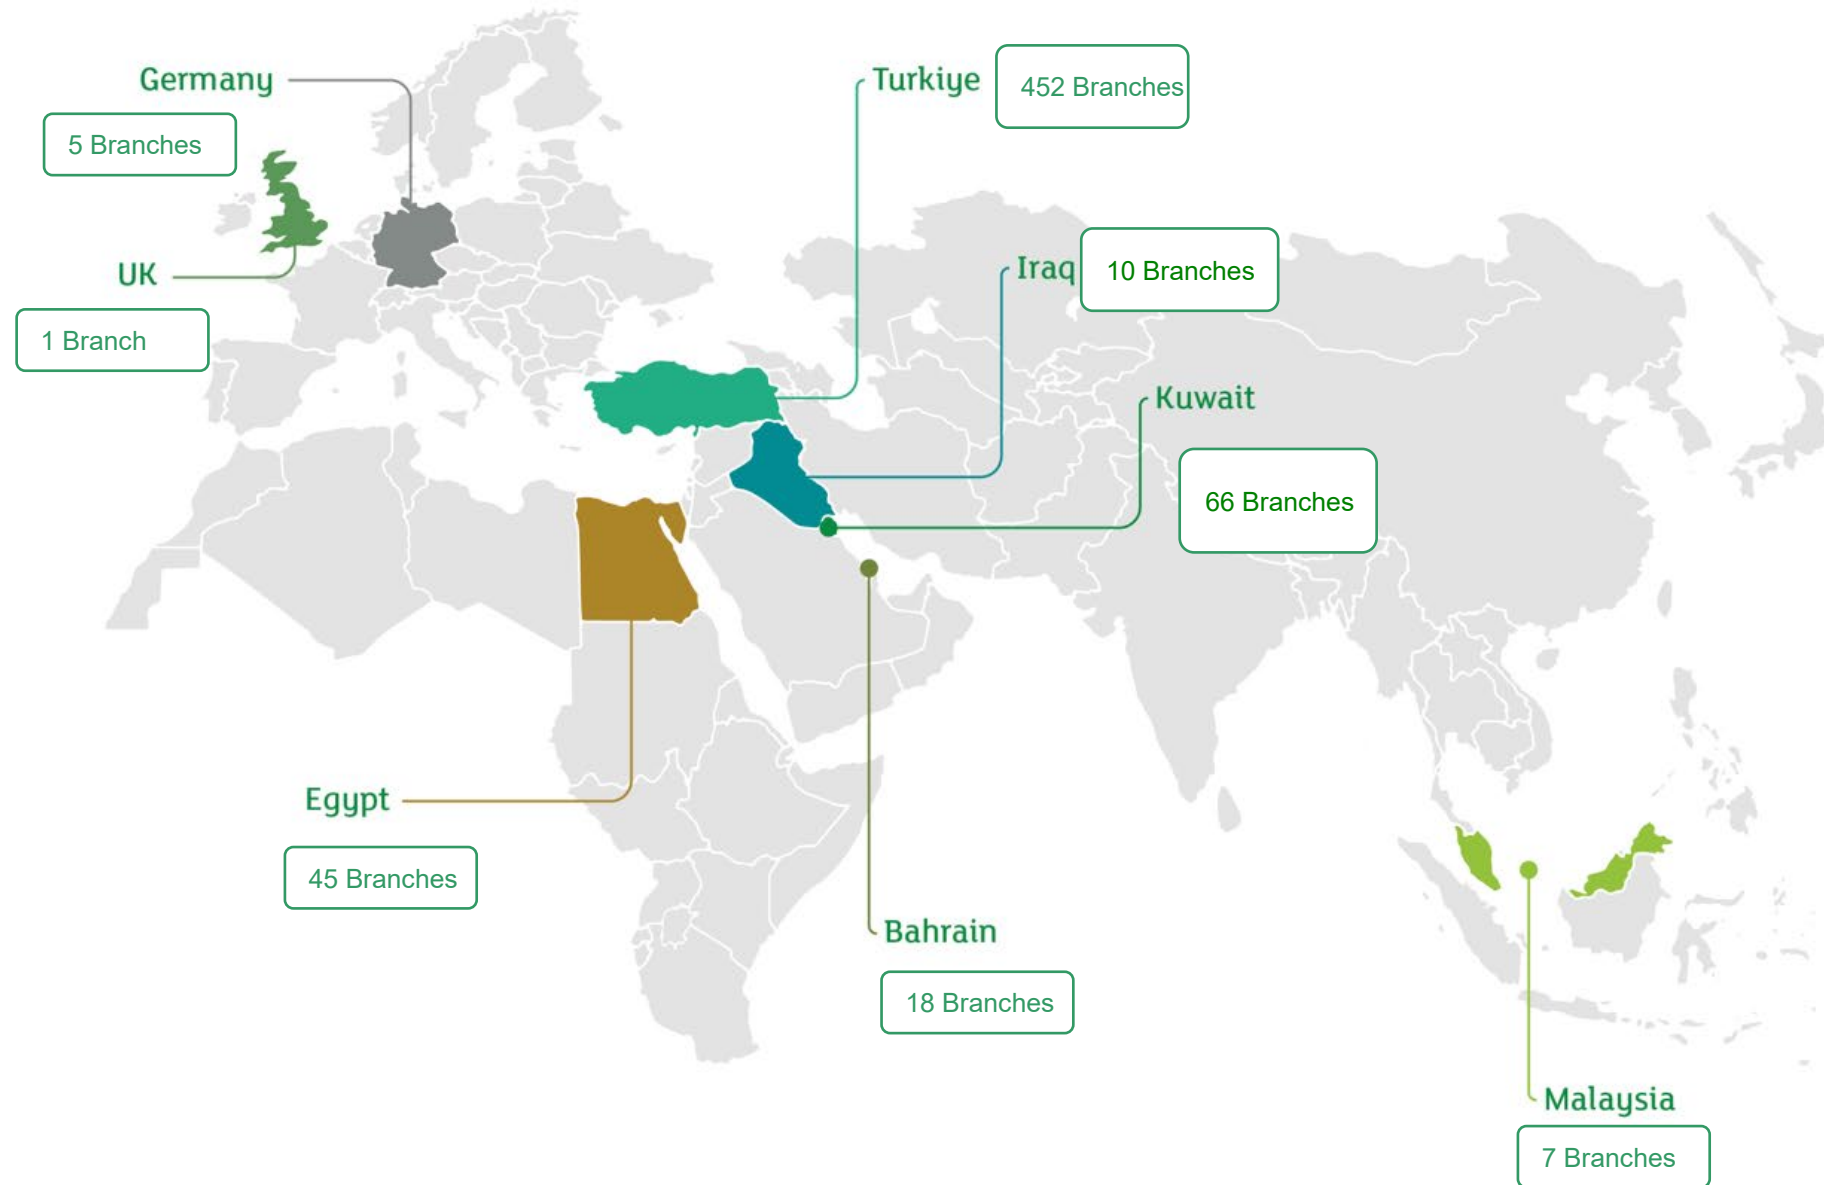 Germany
5 Branches
UK
1 Branch
Turkiye
452 Branches
Iraq
10 Branches
Kuwait
66 Branches
Egypt
45 Branches
Bahrain
18 Branches
Malaysia
7 Branches